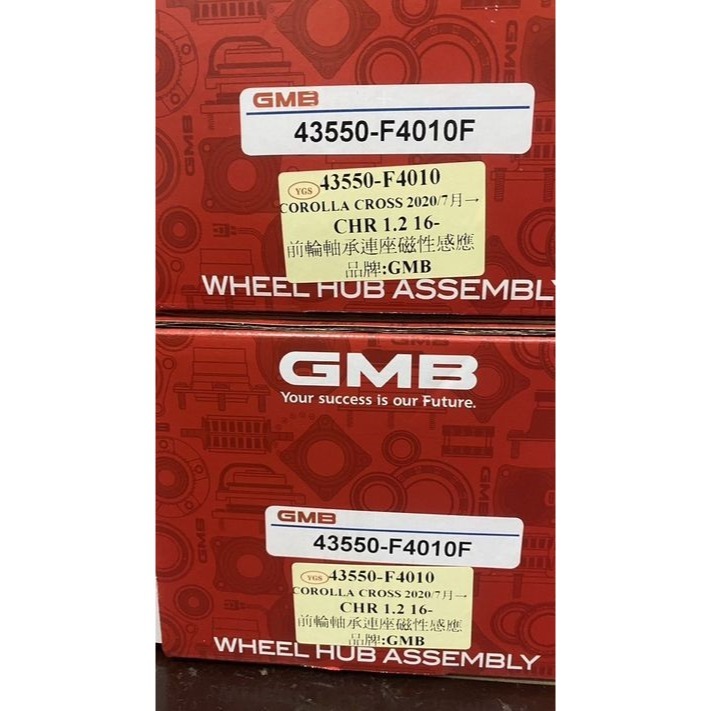 GMB
GMB
43550-F4010F
YGS 43550-F4010
COROLLA CROSS 2020/7月→
CHR 1.2 16-
前輪軸承連座磁性感應
品牌:GMB
WHEEL HUB ASSEMBLY
GMB
Your success is our Future.
GMB
GMB
43550-F4010F
YGS 43550-F4010
COROLLA CROSS 2020/7月→
CHR 1.2 16-
前輪軸承連座磁性感應
品牌:GMB
GMB
WHEEL HUB ASSEMBLY